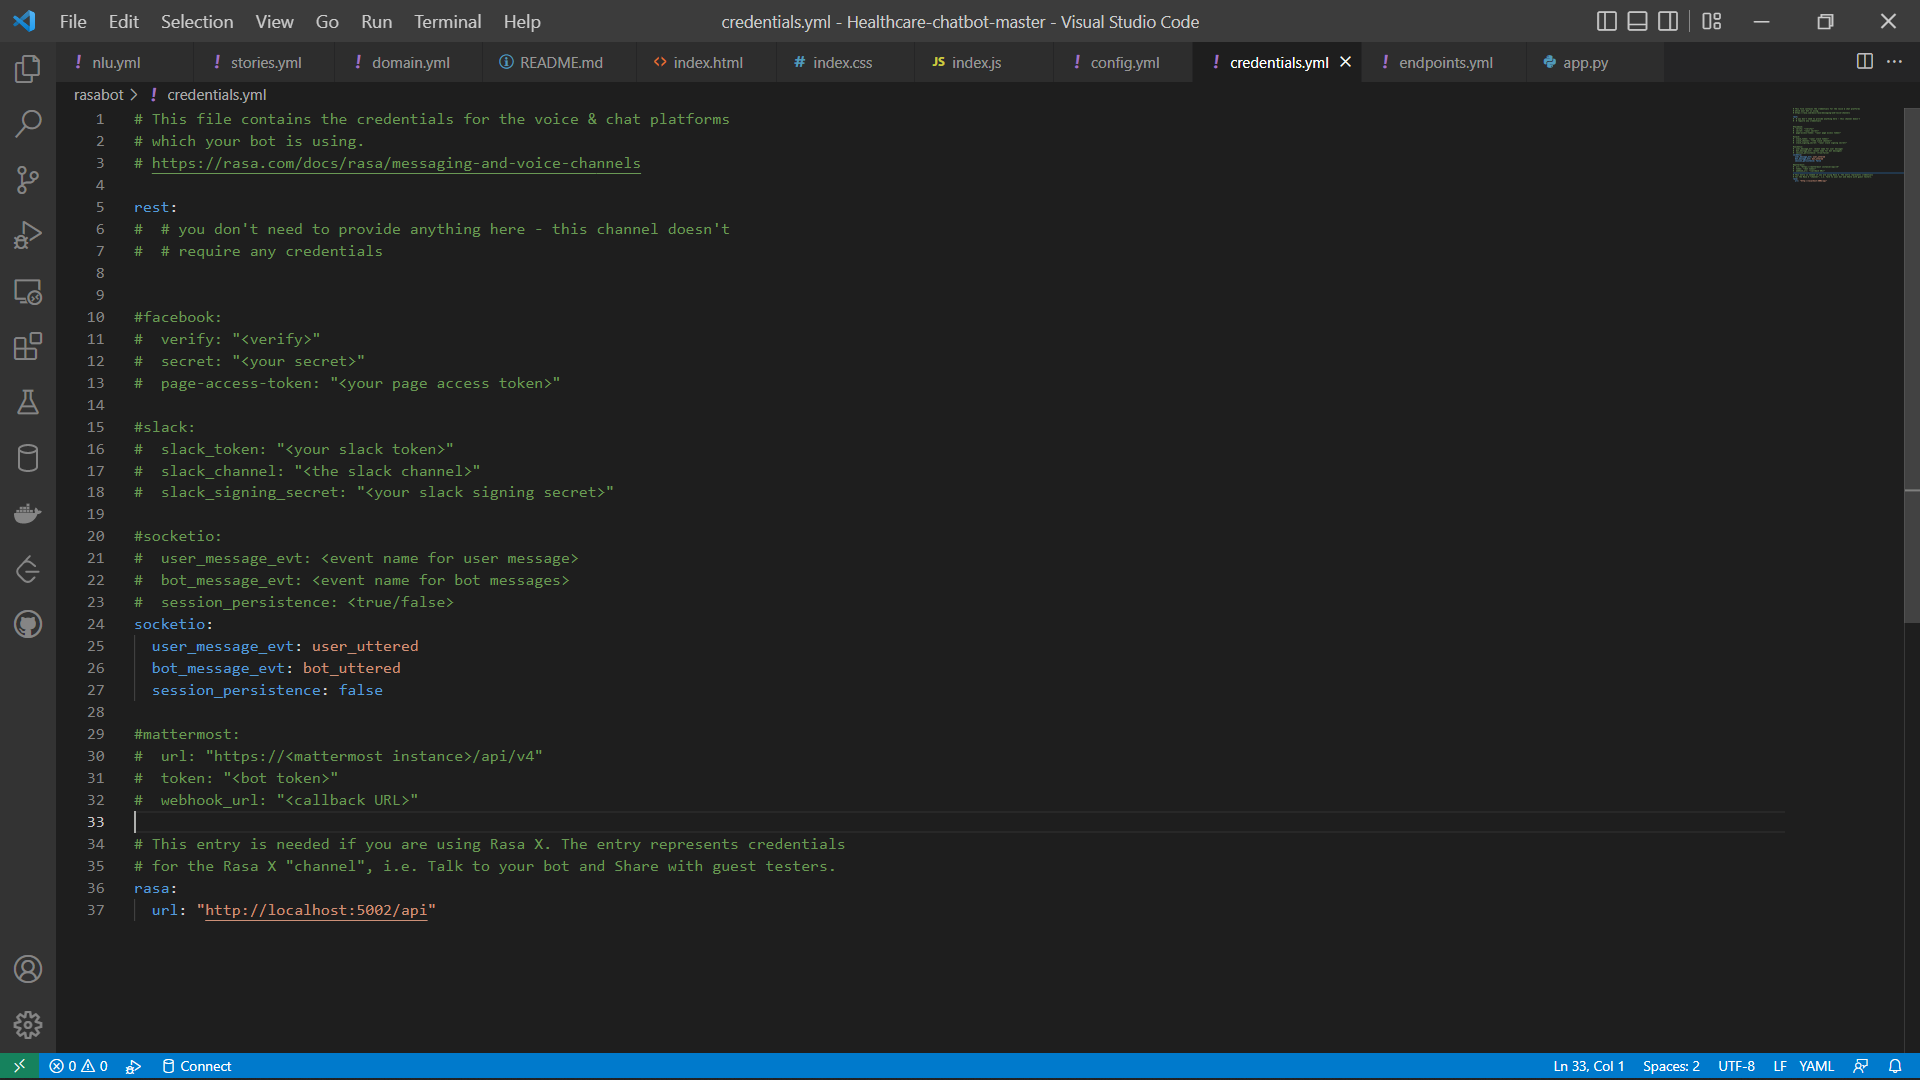 File Edit Selection View Go Run Terminal Help credentials.yml - Healthcare-chatbot-master - Visual Studio Code
! nlu.yml ! stories.yml ! domain.yml README.md <> index.html # index.css JS index.js ! config.yml ! credentials.yml ! endpoints.yml app.py
rasabot > ! credentials.yml
1 # This file contains the credentials for the voice & chat platforms
2 # which your bot is using.
3 # https://rasa.com/docs/rasa/messaging-and-voice-channels
4
5 rest:
6 #  # you don't need to provide anything here - this channel doesn't
7 #  # require any credentials
8
9
10 #facebook:
11 #  verify: "<verify>"
12 #  secret: "<your secret>"
13 #  page-access-token: "<your page access token>"
14
15 #slack:
16 #  slack_token: "<your slack token>"
17 #  slack_channel: "<the slack channel>"
18 #  slack_signing_secret: "<your slack signing secret>"
19
20 #socketio:
21 #  user_message_evt: <event name for user message>
22 #  bot_message_evt: <event name for bot messages>
23 #  session_persistence: <true/false>
24 socketio:
25   user_message_evt: user_uttered
26   bot_message_evt: bot_uttered
27   session_persistence: false
28
29 #mattermost:
30 #  url: "https://<mattermost instance>/api/v4"
31 #  token: "<bot token>"
32 #  webhook_url: "<callback URL>"
33
34 # This entry is needed if you are using Rasa X. The entry represents credentials
35 # for the Rasa X "channel", i.e. Talk to your bot and Share with guest testers.
36 rasa:
37   url: "http://localhost:5002/api"
0 0 Connect Ln 33, Col 1 Spaces: 2 UTF-8 LF YAML